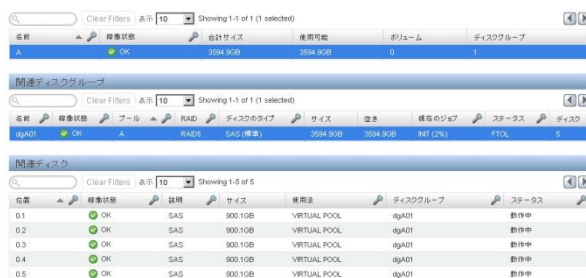 Clear Filters 表示 10 Showing 1-1 of 1 (1 selected)
名前 稼働状態 合計サイズ 使用可能 ボリューム ディスクグループ
A OK 3594.9GB 3594.9GB 0 1
関連ディスクグループ
Clear Filters 表示 10 Showing 1-1 of 1 (1 selected)
名前 稼働状態 プール RAID ディスクのタイプ サイズ 空き 現在のジョブ ステータス ディスク
dgA01 OK A RAID5 SAS (標準) 3594.9GB 3594.9GB INIT (2%) FTOL 5
関連ディスク
Clear Filters 表示 10 Showing 1-5 of 5
位置 稼働状態 説明 サイズ 使用法 ディスクグループ ステータス
0.1 OK SAS 900.1GB VIRTUAL POOL dgA01 動作中
0.2 OK SAS 900.1GB VIRTUAL POOL dgA01 動作中
0.3 OK SAS 900.1GB VIRTUAL POOL dgA01 動作中
0.4 OK SAS 900.1GB VIRTUAL POOL dgA01 動作中
0.5 OK SAS 900.1GB VIRTUAL POOL dgA01 動作中